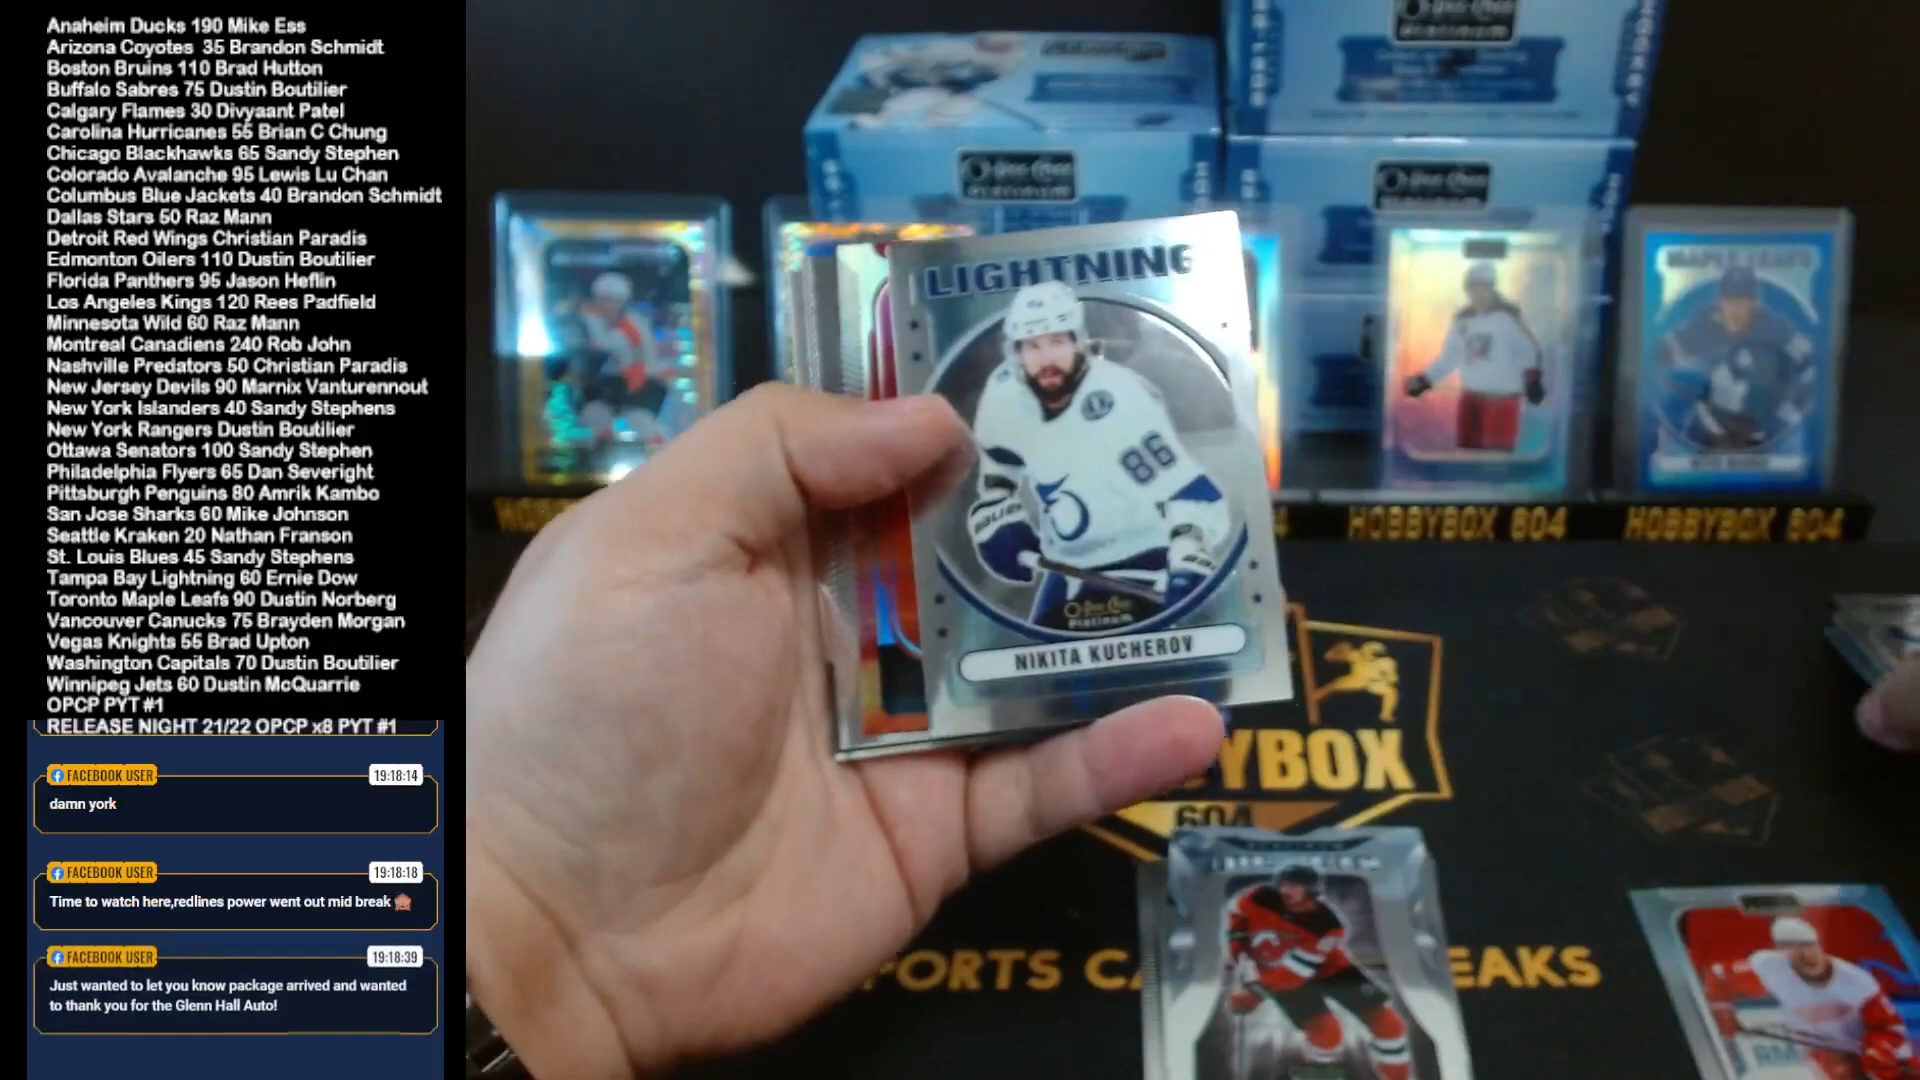 Anaheim Ducks 190 Mike Ess
Arizona Coyotes 35 Brandon Schmidt
Boston Bruins 110 Brad Hutton
Buffalo Sabres 75 Dustin Boutilier
Calgary Flames 30 Divyaant Patel
Carolina Hurricanes 55 Brian C Chung
Chicago Blackhawks 65 Sandy Stephen
Colorado Avalanche 95 Lewis Lu Chan
Columbus Blue Jackets 40 Brandon Schmidt
Dallas Stars 50 Raz Mann
Detroit Red Wings Christian Paradis
Edmonton Oilers 110 Dustin Boutilier
Florida Panthers 95 Jason Heflin
Los Angeles Kings 120 Rees Padfield
Minnesota Wild 60 Raz Mann
Montreal Canadiens 240 Rob John
Nashville Predators 50 Christian Paradis
New Jersey Devils 90 Marnix Vanturennout
New York Islanders 40 Sandy Stephens
New York Rangers Dustin Boutilier
Ottawa Senators 100 Sandy Stephen
Philadelphia Flyers 65 Dan Severight
Pittsburgh Penguins 80 Amrik Kambo
San Jose Sharks 60 Mike Johnson
Seattle Kraken 20 Nathan Franson
St. Louis Blues 45 Sandy Stephens
Tampa Bay Lightning 60 Ernie Dow
Toronto Maple Leafs 90 Dustin Norberg
Vancouver Canucks 75 Brayden Morgan
Vegas Knights 55 Brad Upton
Washington Capitals 70 Dustin Boutilier
Winnipeg Jets 60 Dustin McQuarrie
OPCP PYT #1
RELEASE NIGHT 21/22 OPCP x8 PYT #1
FACEBOOK USER 19:18:14
damn york
FACEBOOK USER 19:18:18
Time to watch here,redlines power went out mid break
FACEBOOK USER 19:18:39
Just wanted to let you know package arrived and wanted
to thank you for the Glenn Hall Auto!
LIGHTNING
86
O-Pee-Chee
Platinum
NIKITA KUCHEROV
O-Pee-Chee
PLATINUM
O-Pee-Chee
PLATINUM
HOBBYBOX 604
HOBBYBOX 604
YBOX
604
PORTS CA
EAKS